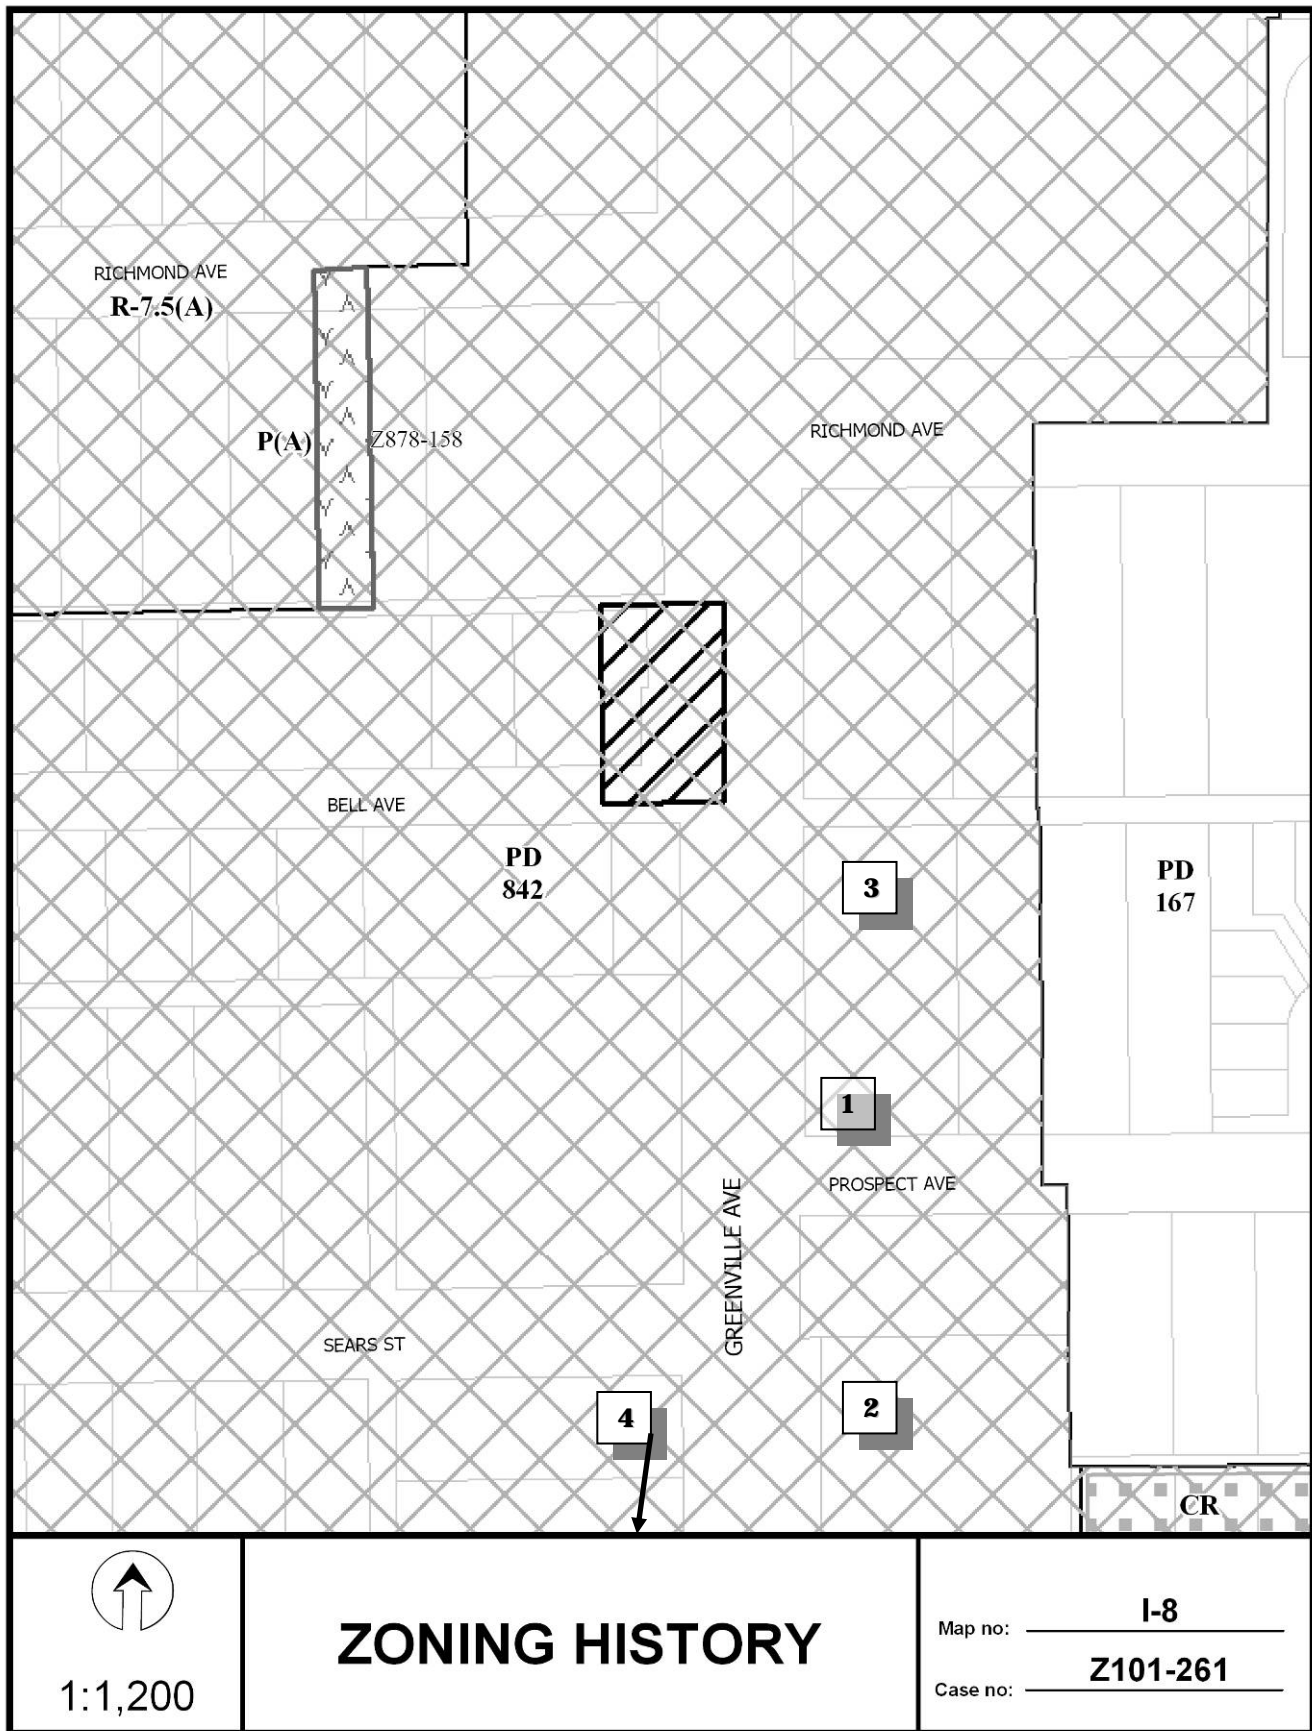 RICHMOND AVE
R-7.5(A)
P(A)
Z878-158
RICHMOND AVE
BELL AVE
PD
842
3
PD
167
1
PROSPECT AVE
GREENVILLE AVE
SEARS ST
4
2
CR
1:1,200
ZONING HISTORY
Map no: I-8
Case no: Z101-261